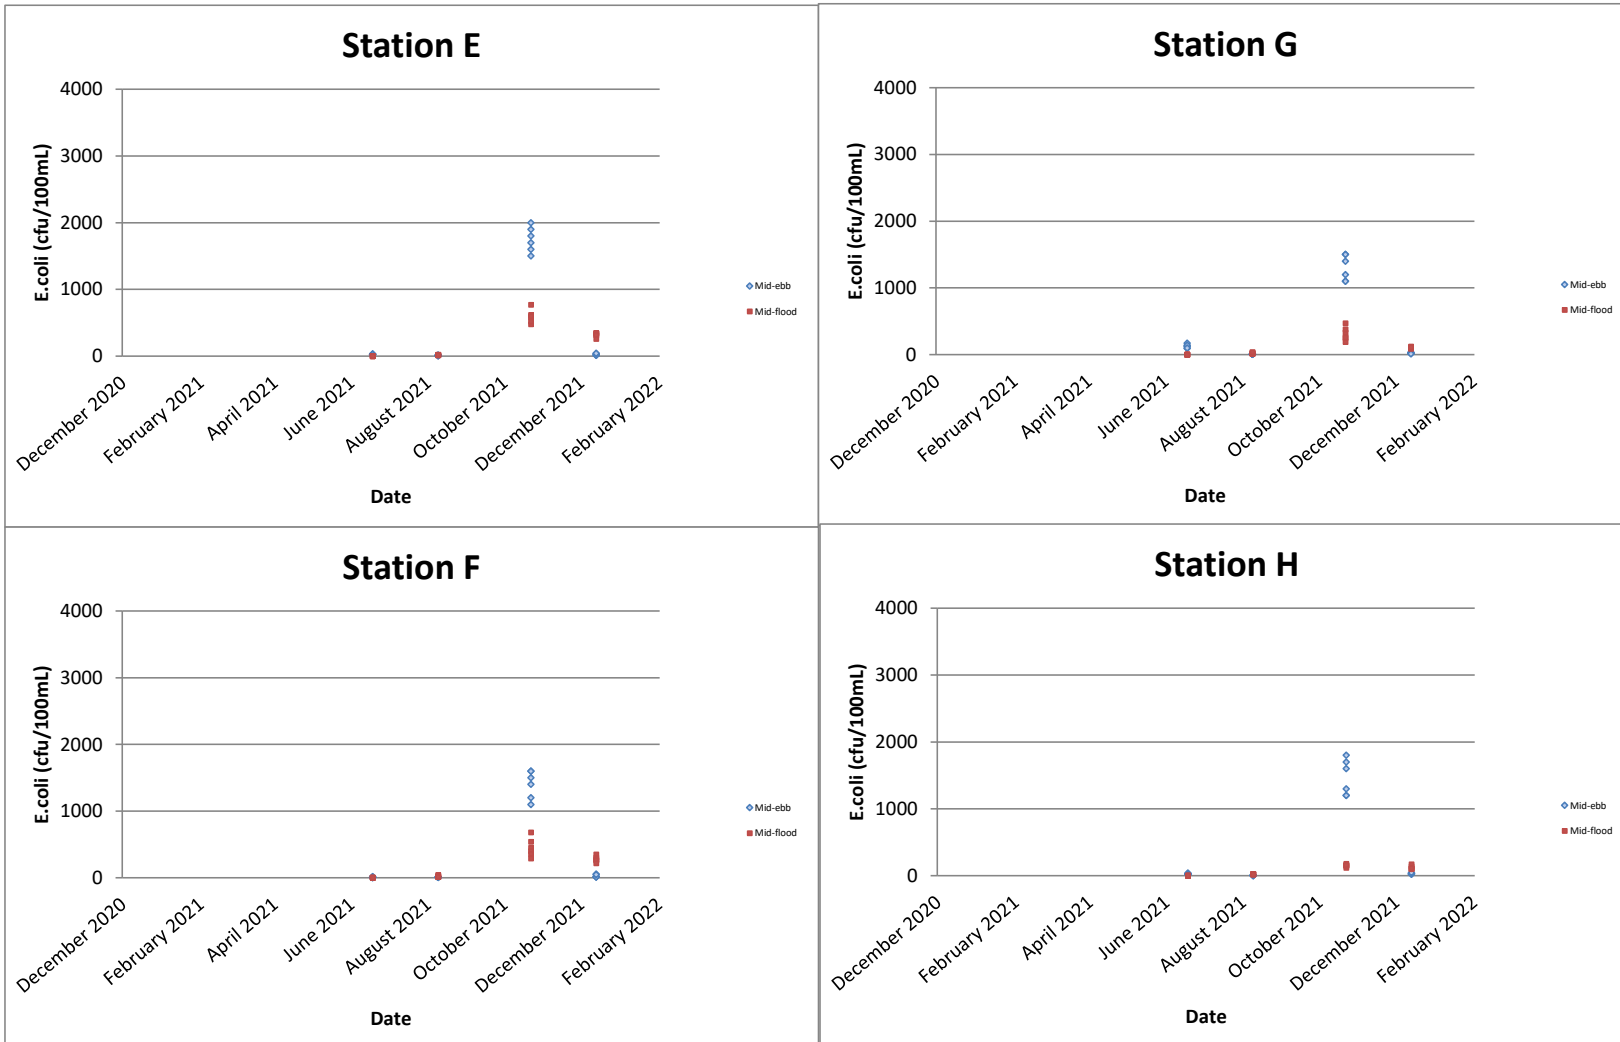 Station E
4000
3000
2000
1000
0
E.coli (cfu/100mL)
December 2020
February 2021
April 2021
June 2021
August 2021
October 2021
December 2021
February 2022
Date
Mid-ebb
Mid-flood
Station G
4000
3000
2000
1000
0
E.coli (cfu/100mL)
December 2020
February 2021
April 2021
June 2021
August 2021
October 2021
December 2021
February 2022
Date
Mid-ebb
Mid-flood
Station F
4000
3000
2000
1000
0
E.coli (cfu/100mL)
December 2020
February 2021
April 2021
June 2021
August 2021
October 2021
December 2021
February 2022
Date
Mid-ebb
Mid-flood
Station H
4000
3000
2000
1000
0
E.coli (cfu/100mL)
December 2020
February 2021
April 2021
June 2021
August 2021
October 2021
December 2021
February 2022
Date
Mid-ebb
Mid-flood